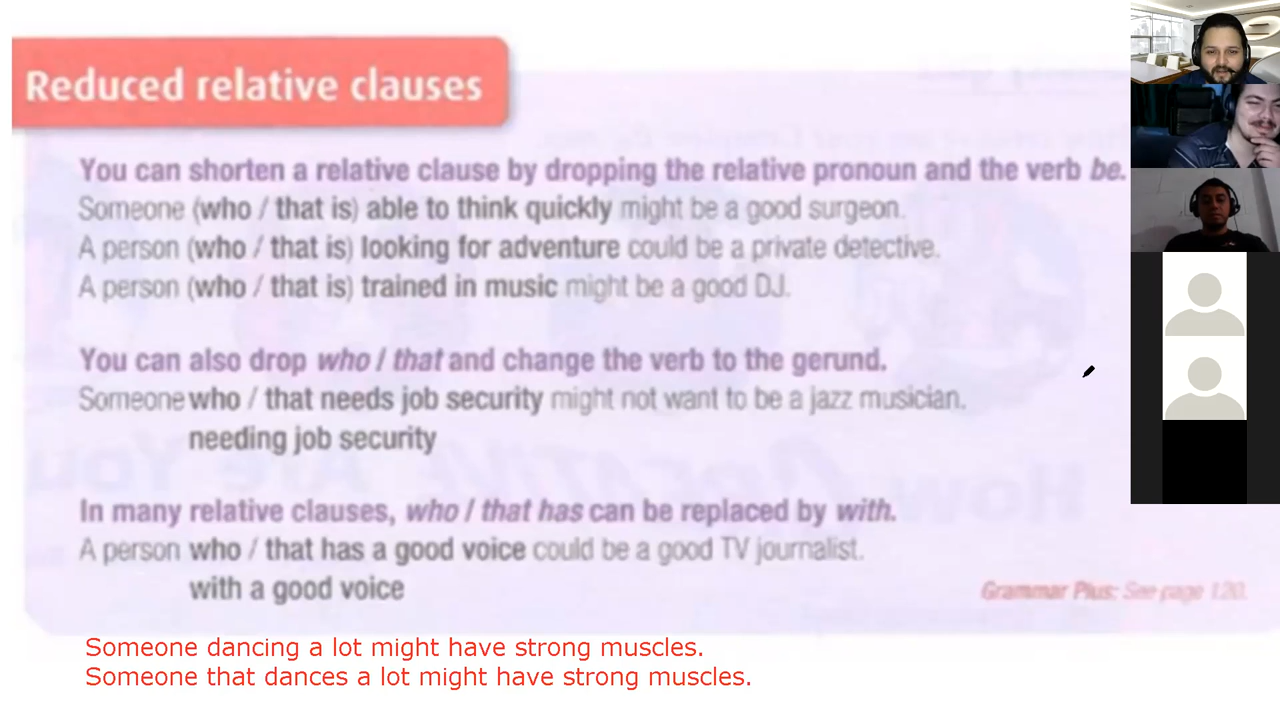 Reduced relative clauses
You can shorten a relative clause by dropping the relative pronoun and the verb be.
Someone (who / that is) able to think quickly might be a good surgeon.
A person (who / that is) looking for adventure could be a private detective.
A person (who / that is) trained in music might be a good DJ.
You can also drop who / that and change the verb to the gerund.
Someone who / that needs job security might not want to be a jazz musician.
needing job security
In many relative clauses, who / that has can be replaced by with.
A person who / that has a good voice could be a good TV journalist.
with a good voice
Grammar Plus: See page 120.
Someone dancing a lot might have strong muscles.
Someone that dances a lot might have strong muscles.